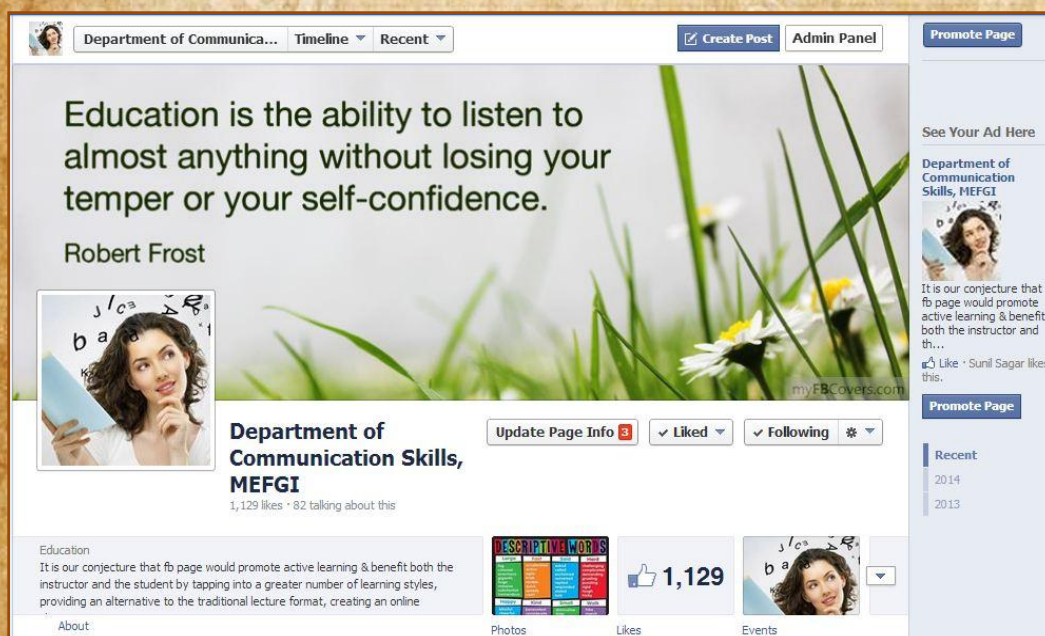 Department of Communica... Timeline Recent
Create Post Admin Panel
Education is the ability to listen to
almost anything without losing your
temper or your self-confidence.
Robert Frost
myFBCovers.com
Department of
Communication Skills,
MEFGI
1,129 likes · 82 talking about this
Update Page Info 3
Liked
Following
Education
It is our conjecture that fb page would promote active learning & benefit both the
instructor and the student by tapping into a greater number of learning styles,
providing an alternative to the traditional lecture format, creating an online
About
DESCRIPTIVE WORDS
Photos
1,129
Likes
Events
Promote Page
See Your Ad Here
Department of
Communication
Skills, MEFGI
It is our conjecture that
fb page would promote
active learning & benefit
both the instructor and
th...
Like · Sunil Sagar likes
this.
Promote Page
Recent
2014
2013